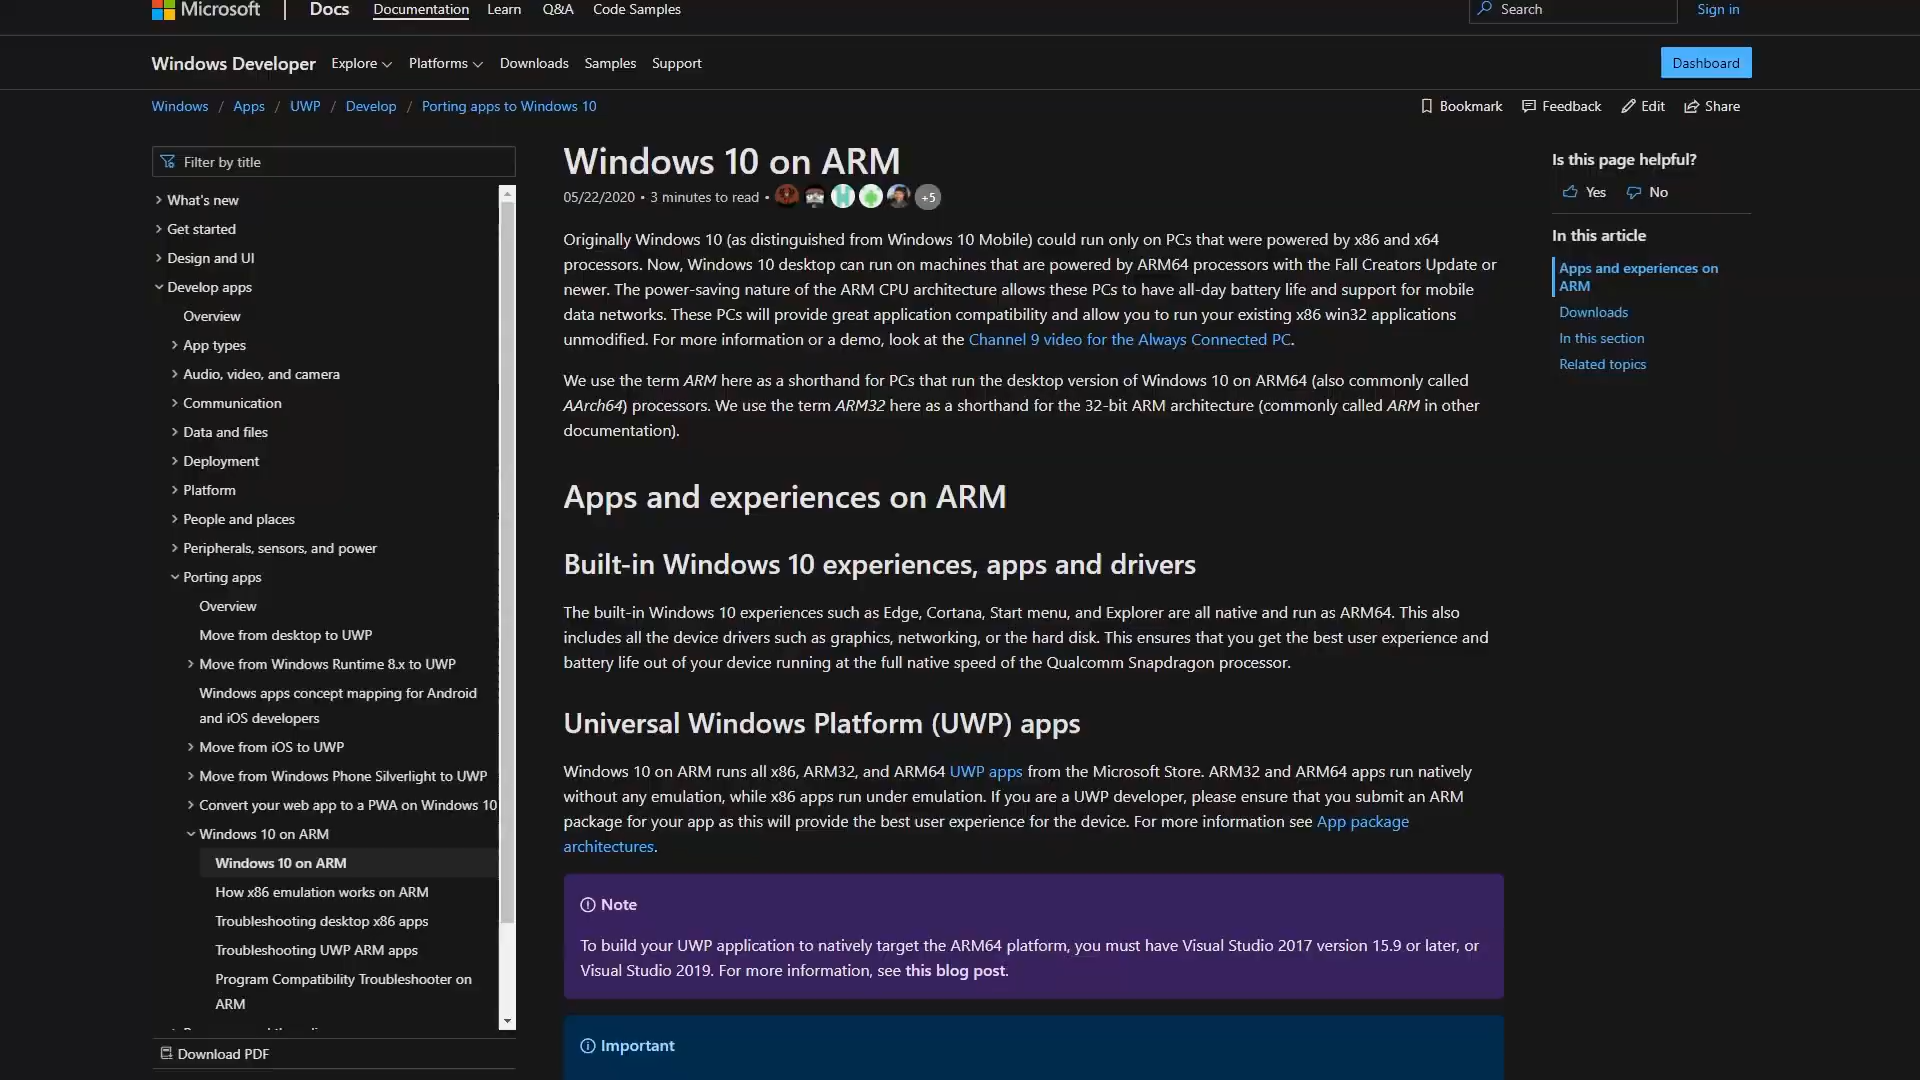 Microsoft Docs Documentation Learn Q&A Code Samples Search Sign in
Windows Developer Explore Platforms Downloads Samples Support Dashboard
Windows / Apps / UWP / Develop / Porting apps to Windows 10 Bookmark Feedback Edit Share
Filter by title
What's new
Get started
Design and UI
Develop apps
Overview
App types
Audio, video, and camera
Communication
Data and files
Deployment
Platform
People and places
Peripherals, sensors, and power
Porting apps
Overview
Move from desktop to UWP
Move from Windows Runtime 8.x to UWP
Windows apps concept mapping for Android
and iOS developers
Move from iOS to UWP
Move from Windows Phone Silverlight to UWP
Convert your web app to a PWA on Windows 10
Windows 10 on ARM
Windows 10 on ARM
How x86 emulation works on ARM
Troubleshooting desktop x86 apps
Troubleshooting UWP ARM apps
Program Compatibility Troubleshooter on
ARM
Download PDF
Windows 10 on ARM
05/22/2020 • 3 minutes to read • +5
Originally Windows 10 (as distinguished from Windows 10 Mobile) could run only on PCs that were powered by x86 and x64
processors. Now, Windows 10 desktop can run on machines that are powered by ARM64 processors with the Fall Creators Update or
newer. The power-saving nature of the ARM CPU architecture allows these PCs to have all-day battery life and support for mobile
data networks. These PCs will provide great application compatibility and allow you to run your existing x86 win32 applications
unmodified. For more information or a demo, look at the Channel 9 video for the Always Connected PC.
We use the term ARM here as a shorthand for PCs that run the desktop version of Windows 10 on ARM64 (also commonly called
AArch64) processors. We use the term ARM32 here as a shorthand for the 32-bit ARM architecture (commonly called ARM in other
documentation).
Apps and experiences on ARM
Built-in Windows 10 experiences, apps and drivers
The built-in Windows 10 experiences such as Edge, Cortana, Start menu, and Explorer are all native and run as ARM64. This also
includes all the device drivers such as graphics, networking, or the hard disk. This ensures that you get the best user experience and
battery life out of your device running at the full native speed of the Qualcomm Snapdragon processor.
Universal Windows Platform (UWP) apps
Windows 10 on ARM runs all x86, ARM32, and ARM64 UWP apps from the Microsoft Store. ARM32 and ARM64 apps run natively
without any emulation, while x86 apps run under emulation. If you are a UWP developer, please ensure that you submit an ARM
package for your app as this will provide the best user experience for the device. For more information see App package
architectures.
Note
To build your UWP application to natively target the ARM64 platform, you must have Visual Studio 2017 version 15.9 or later, or
Visual Studio 2019. For more information, see this blog post.
Important
Is this page helpful?
Yes No
In this article
Apps and experiences on
ARM
Downloads
In this section
Related topics